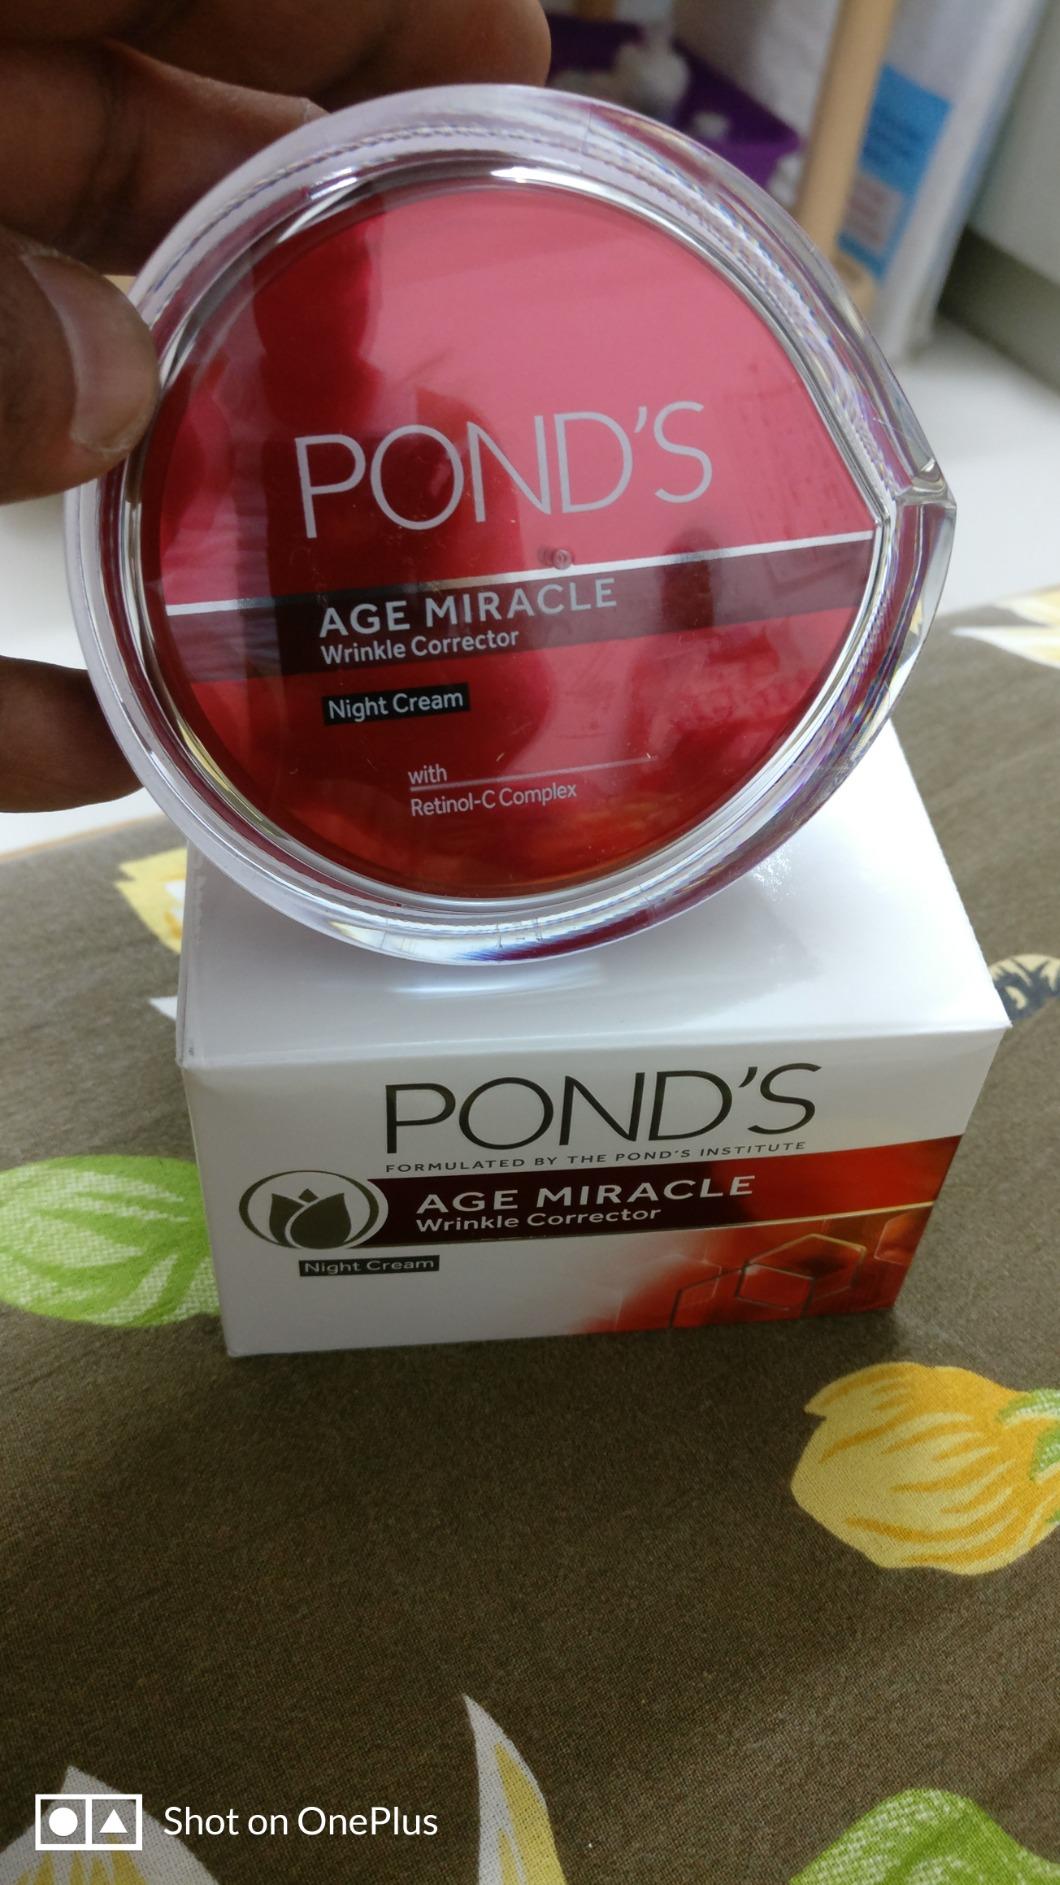 POND'S
AGE MIRACLE
Wrinkle Corrector
Night Cream
with
Retinol-C Complex
POND'S
FORMULATED BY THE POND'S INSTITUTE
AGE MIRACLE
Wrinkle Corrector
Night Cream
Shot on OnePlus